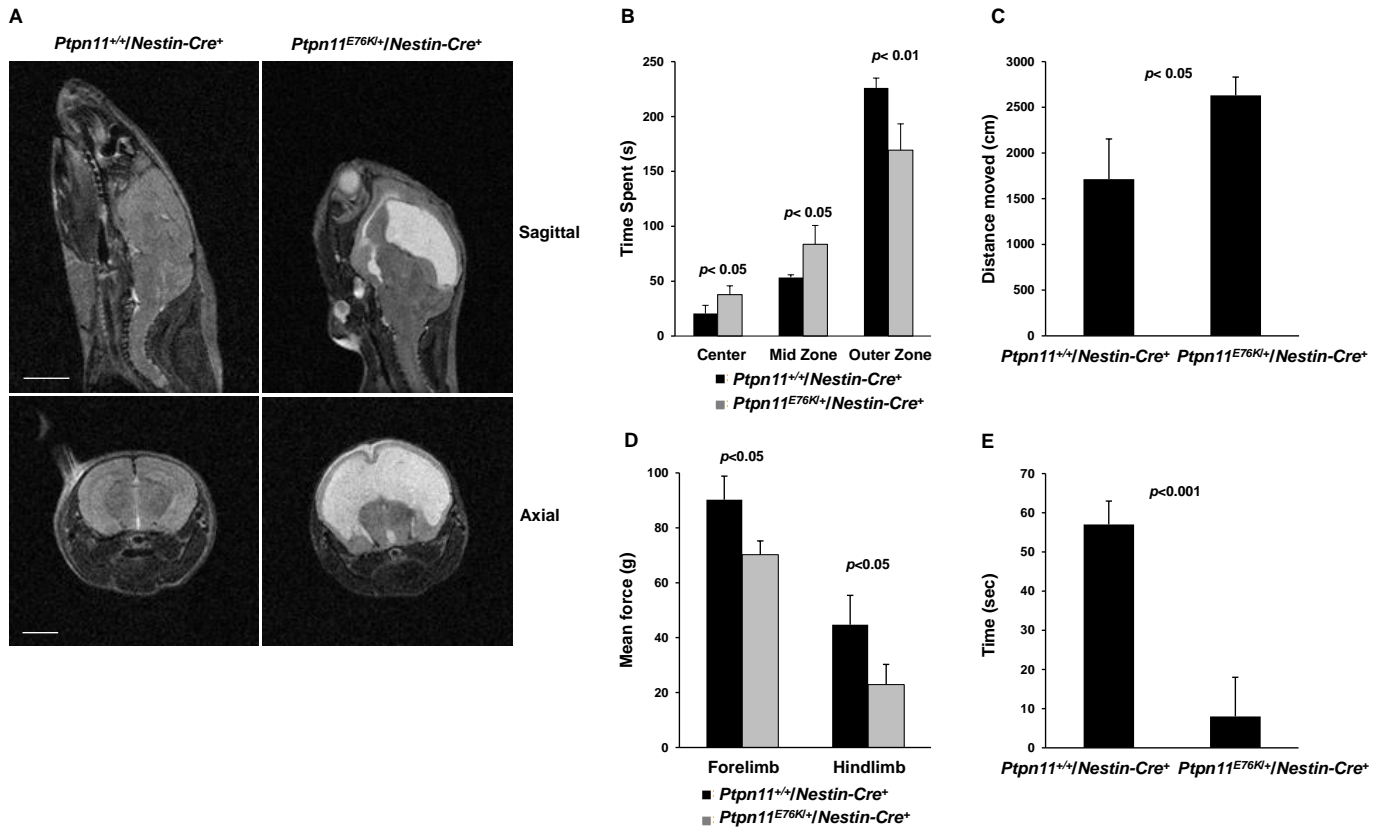 A
Ptpn11+/+/Nestin-Cre+
Ptpn11E76K/+/Nestin-Cre+
Sagittal
Axial
B
Time Spent (s)
250
200
150
100
50
0
p< 0.05
p< 0.05
p< 0.01
Center
Mid Zone
Outer Zone
Ptpn11+/+/Nestin-Cre+
Ptpn11E76K/+/Nestin-Cre+
C
Distance moved (cm)
3000
2500
2000
1500
1000
500
0
p< 0.05
Ptpn11+/+/Nestin-Cre+
Ptpn11E76K/+/Nestin-Cre+
D
Mean force (g)
100
80
60
40
20
0
p<0.05
p<0.05
Forelimb
Hindlimb
Ptpn11+/+/Nestin-Cre+
Ptpn11E76K/+/Nestin-Cre+
E
Time (sec)
70
60
50
40
30
20
10
0
p<0.001
Ptpn11+/+/Nestin-Cre+
Ptpn11E76K/+/Nestin-Cre+